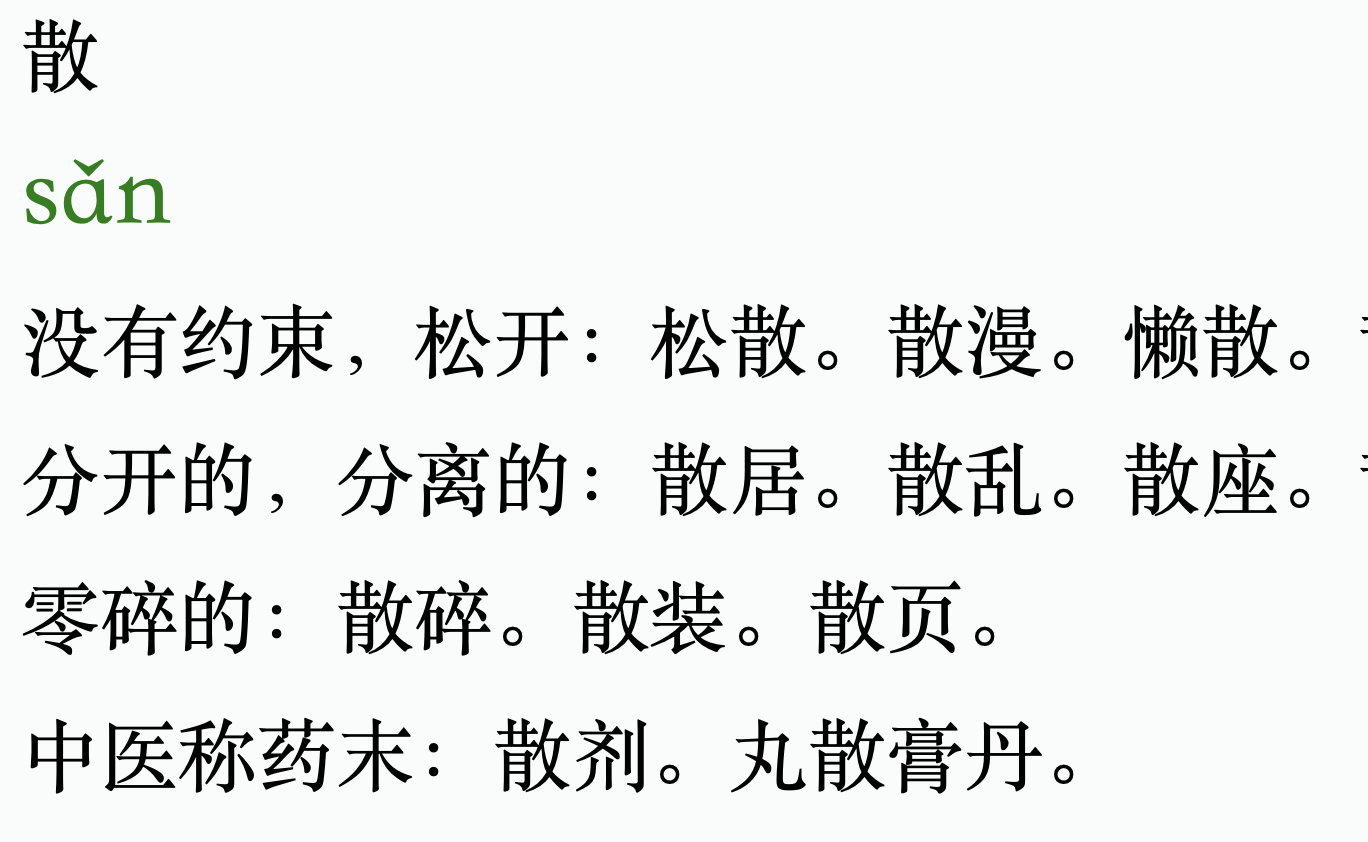 散
sǎn
没有约束，松开：松散。散漫。懒散。
分开的，分离的：散居。散乱。散座。
零碎的：散碎。散装。散页。
中医称药末：散剂。丸散膏丹。